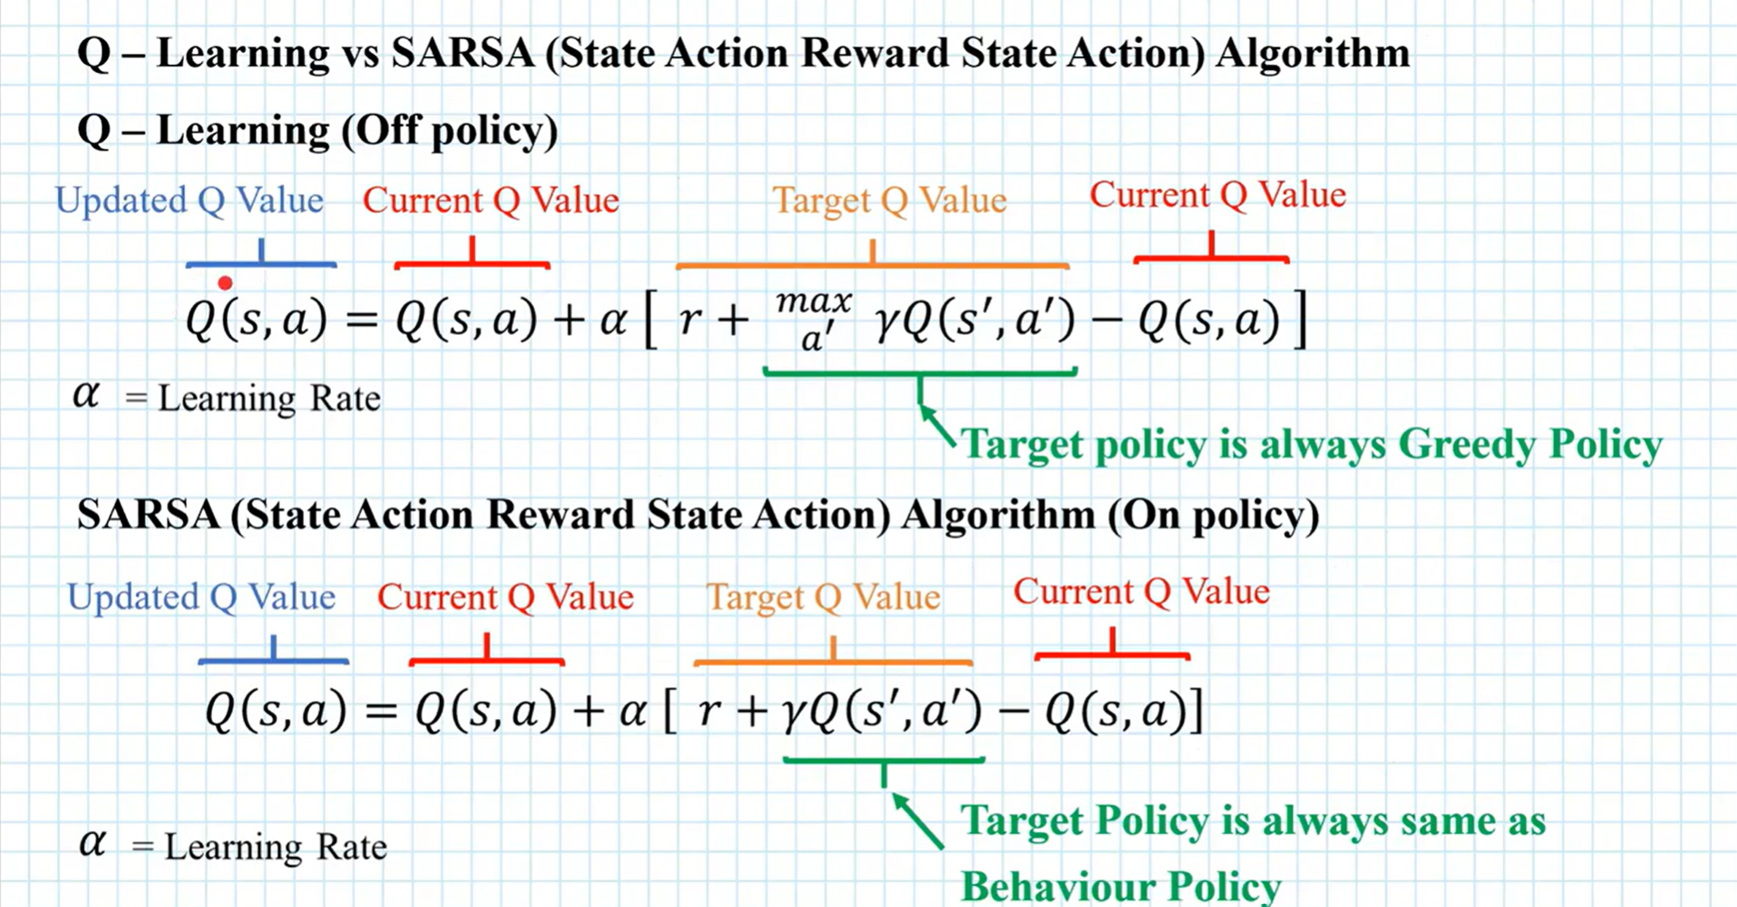 Q – Learning vs SARSA (State Action Reward State Action) Algorithm
Q – Learning (Off policy)
Updated Q Value Current Q Value Target Q Value Current Q Value
Q(s, a) = Q(s, a) + α [ r + max a′ γQ(s′, a′) − Q(s, a) ]
α = Learning Rate
Target policy is always Greedy Policy
SARSA (State Action Reward State Action) Algorithm (On policy)
Updated Q Value Current Q Value Target Q Value Current Q Value
Q(s, a) = Q(s, a) + α [ r + γQ(s′, a′) − Q(s, a)]
α = Learning Rate
Target Policy is always same as
Behaviour Policy